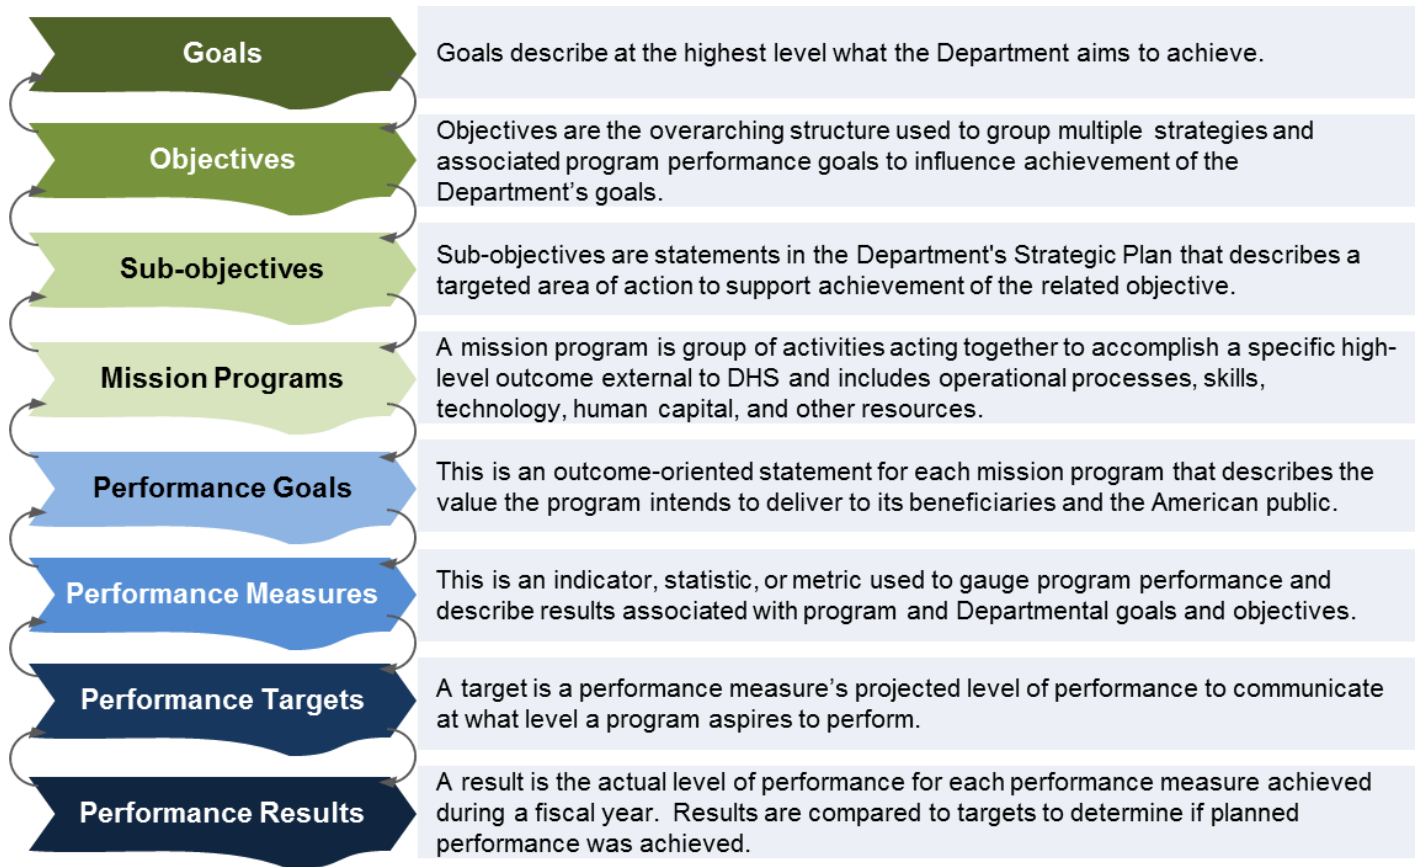 Goals
Goals describe at the highest level what the Department aims to achieve.
Objectives
Objectives are the overarching structure used to group multiple strategies and
associated program performance goals to influence achievement of the
Department’s goals.
Sub-objectives
Sub-objectives are statements in the Department's Strategic Plan that describes a
targeted area of action to support achievement of the related objective.
Mission Programs
A mission program is group of activities acting together to accomplish a specific high-
level outcome external to DHS and includes operational processes, skills,
technology, human capital, and other resources.
Performance Goals
This is an outcome-oriented statement for each mission program that describes the
value the program intends to deliver to its beneficiaries and the American public.
Performance Measures
This is an indicator, statistic, or metric used to gauge program performance and
describe results associated with program and Departmental goals and objectives.
Performance Targets
A target is a performance measure’s projected level of performance to communicate
at what level a program aspires to perform.
Performance Results
A result is the actual level of performance for each performance measure achieved
during a fiscal year.  Results are compared to targets to determine if planned
performance was achieved.